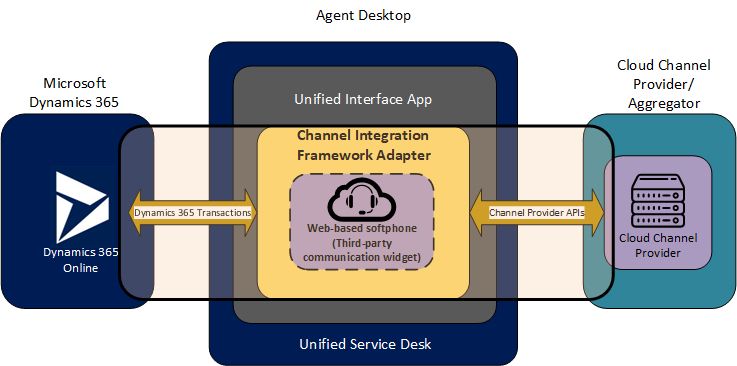 Agent Desktop
Microsoft
Dynamics 365
Cloud Channel
Provider/
Aggregator
Unified Interface App
Channel Integration
Framework Adapter
Dynamics 365 Transactions
Channel Provider APIs
Web-based softphone
(Third-party
communication widget)
Dynamics 365
Online
Cloud Channel
Provider
Unified Service Desk